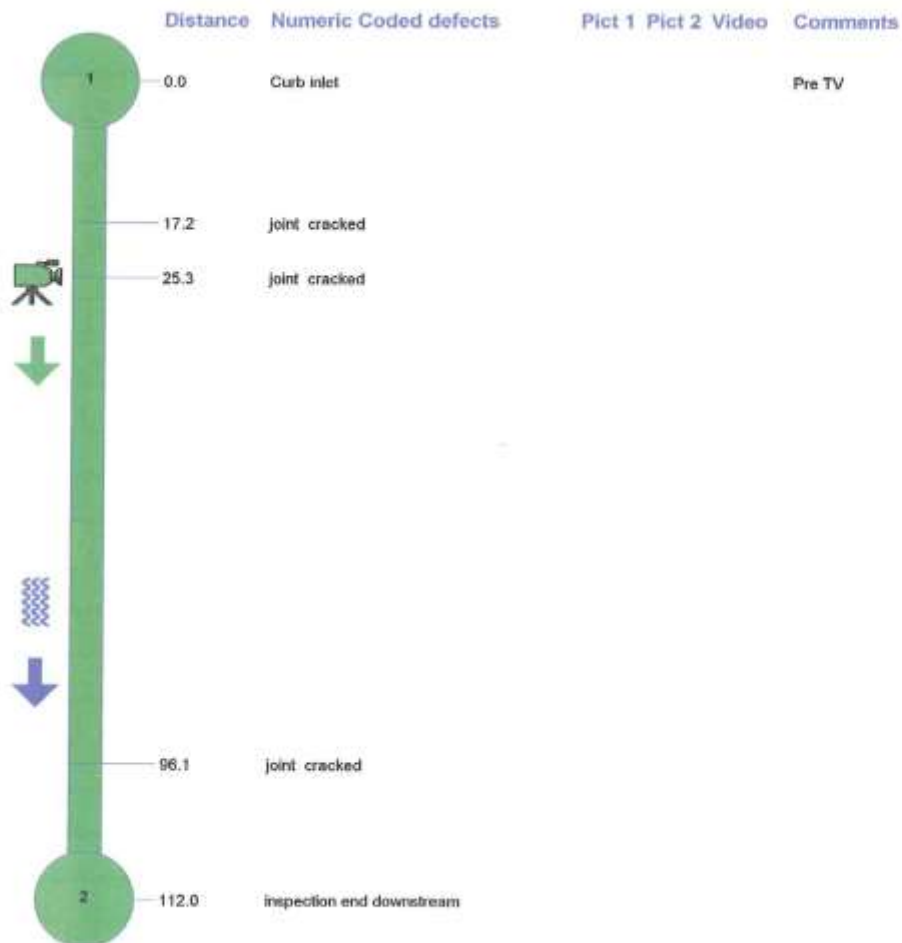 Distance Numeric Coded defects Pict 1 Pict 2 Video Comments
1 0.0 Curb inlet Pre TV
17.2 joint cracked
25.3 joint cracked
96.1 joint cracked
2 112.0 inspection end downstream